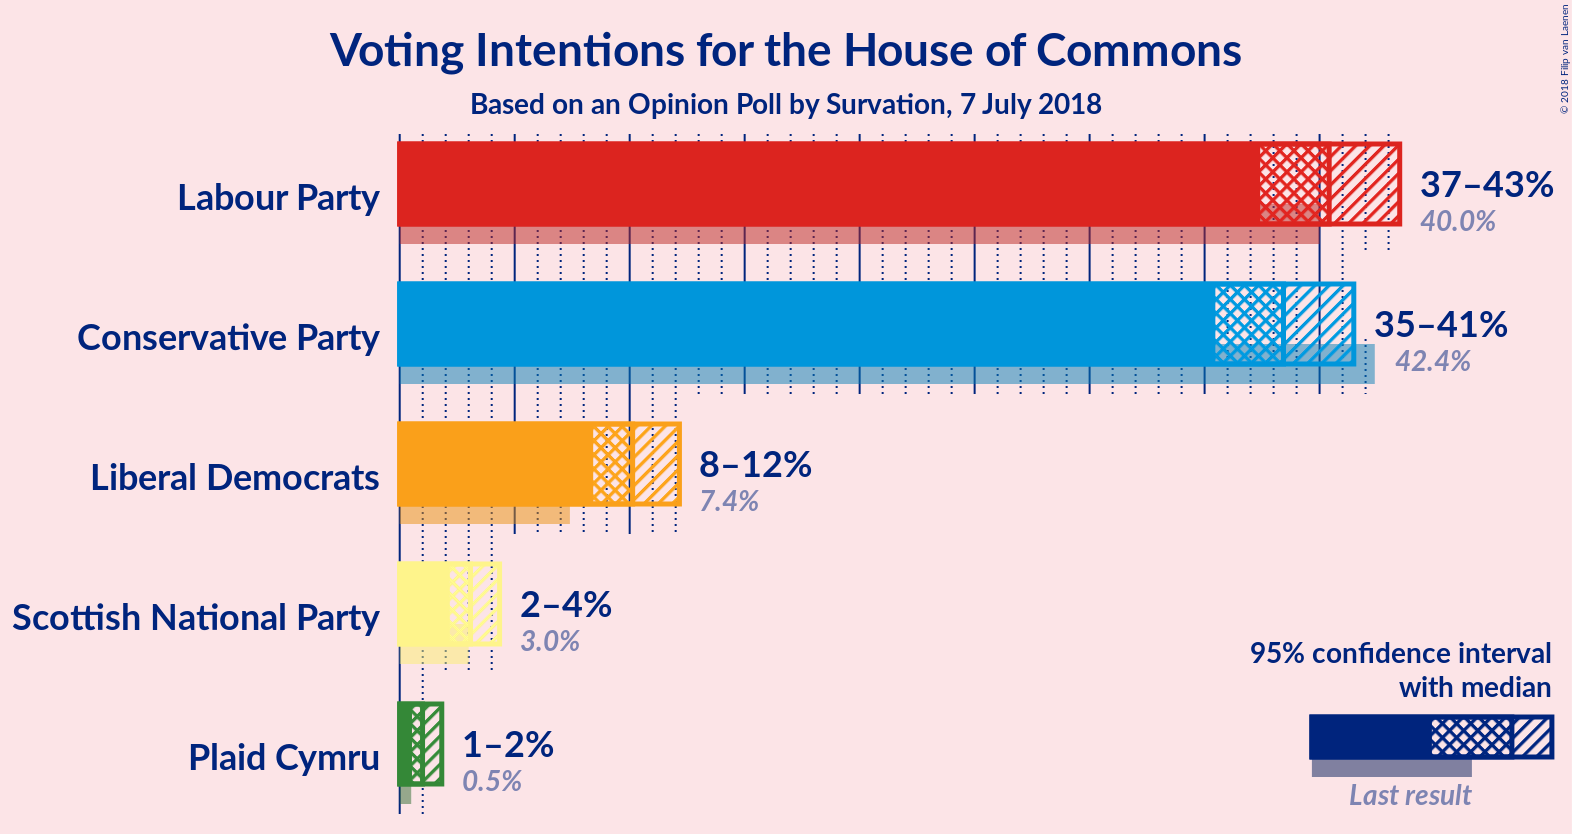 Voting Intentions for the House of Commons
Based on an Opinion Poll by Survation, 7 July 2018
© 2018 Filip van Laenen
Labour Party
37–43%
40.0%
Conservative Party
35–41%
42.4%
Liberal Democrats
8–12%
7.4%
Scottish National Party
2–4%
3.0%
Plaid Cymru
1–2%
0.5%
95% confidence interval
with median
Last result